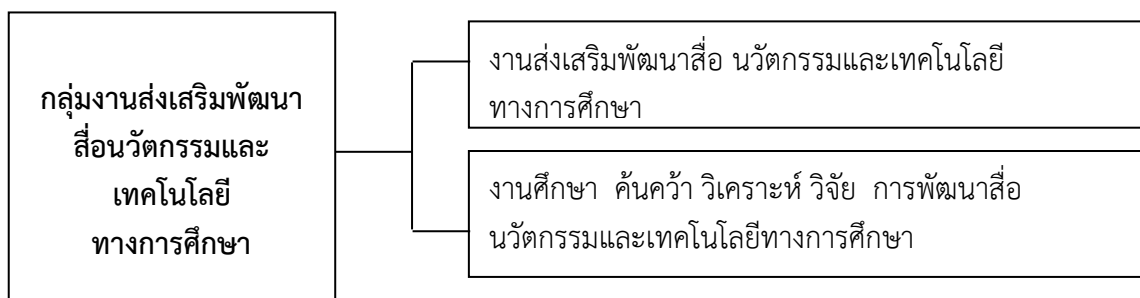 กลุ่มงานส่งเสริมพัฒนา
สื่อนวัตกรรมและ
เทคโนโลยี
ทางการศึกษา
งานส่งเสริมพัฒนาสื่อ นวัตกรรมและเทคโนโลยี
ทางการศึกษา
งานศึกษา ค้นคว้า วิเคราะห์ วิจัย การพัฒนาสื่อ
นวัตกรรมและเทคโนโลยีทางการศึกษา